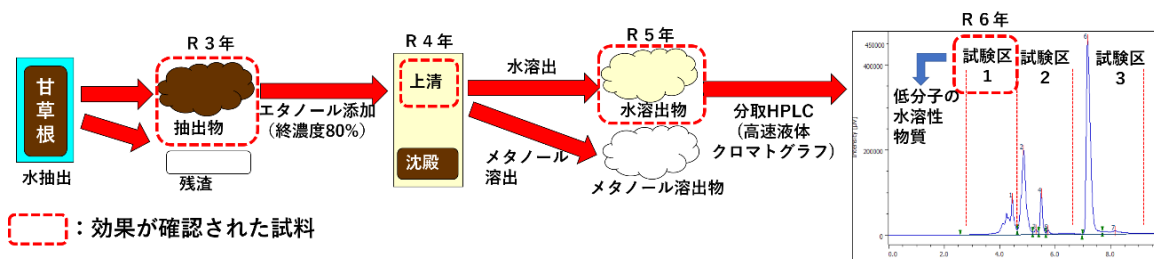 甘草根
水抽出
R３年
抽出物
残渣
エタノール添加
（終濃度80%）
R４年
上清
沈殿
水溶出
メタノール
溶出
R５年
水溶出物
メタノール溶出物
分取HPLC
（高速液体
クロマトグラフ）
R６年
試験区
1
試験区
2
試験区
3
低分子の
水溶性
物質
450000
400000
200000
0
0.0
2.0
4.0
6.0
8.0
1
3
4
6
7
：効果が確認された試料